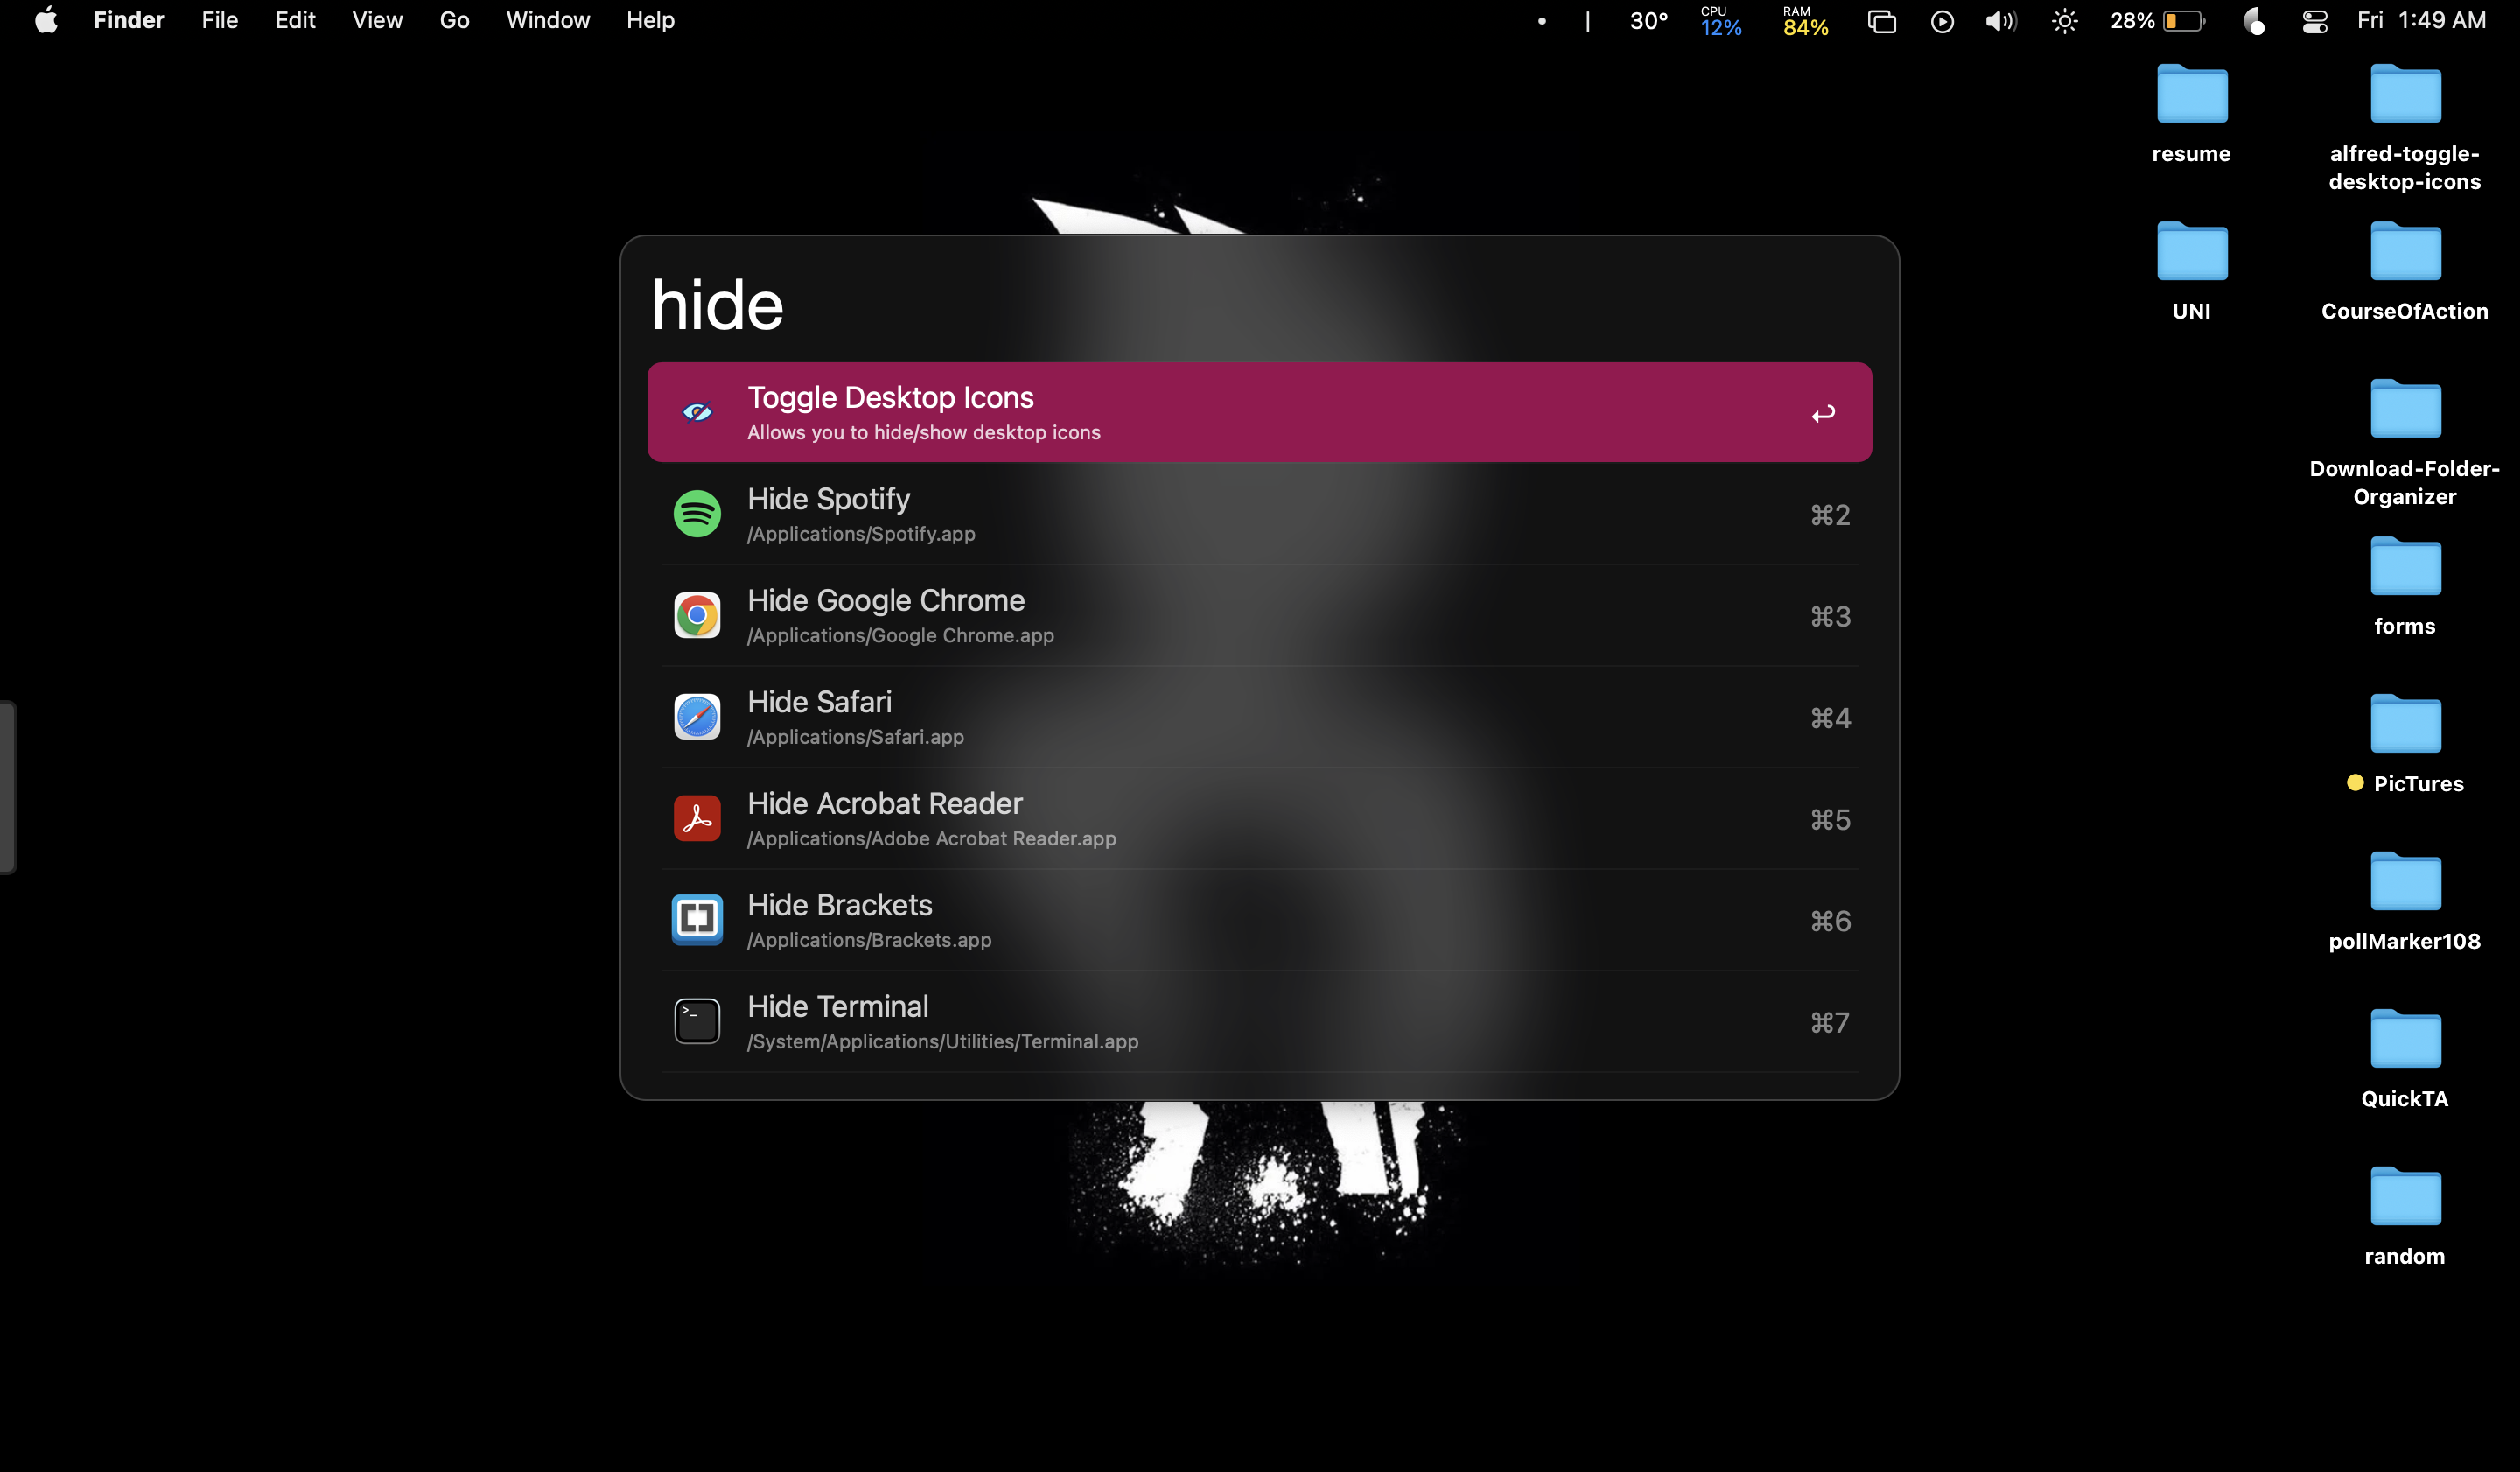 Finder File Edit View Go Window Help
30° CPU 12% RAM 84% 28% Fri 1:49 AM
hide
Toggle Desktop Icons
Allows you to hide/show desktop icons
Hide Spotify
/Applications/Spotify.app
⌘2
Hide Google Chrome
/Applications/Google Chrome.app
⌘3
Hide Safari
/Applications/Safari.app
⌘4
Hide Acrobat Reader
/Applications/Adobe Acrobat Reader.app
⌘5
Hide Brackets
/Applications/Brackets.app
⌘6
Hide Terminal
/System/Applications/Utilities/Terminal.app
⌘7
resume
UNI
alfred-toggle-
desktop-icons
CourseOfAction
Download-Folder-
Organizer
forms
PicTures
pollMarker108
QuickTA
random